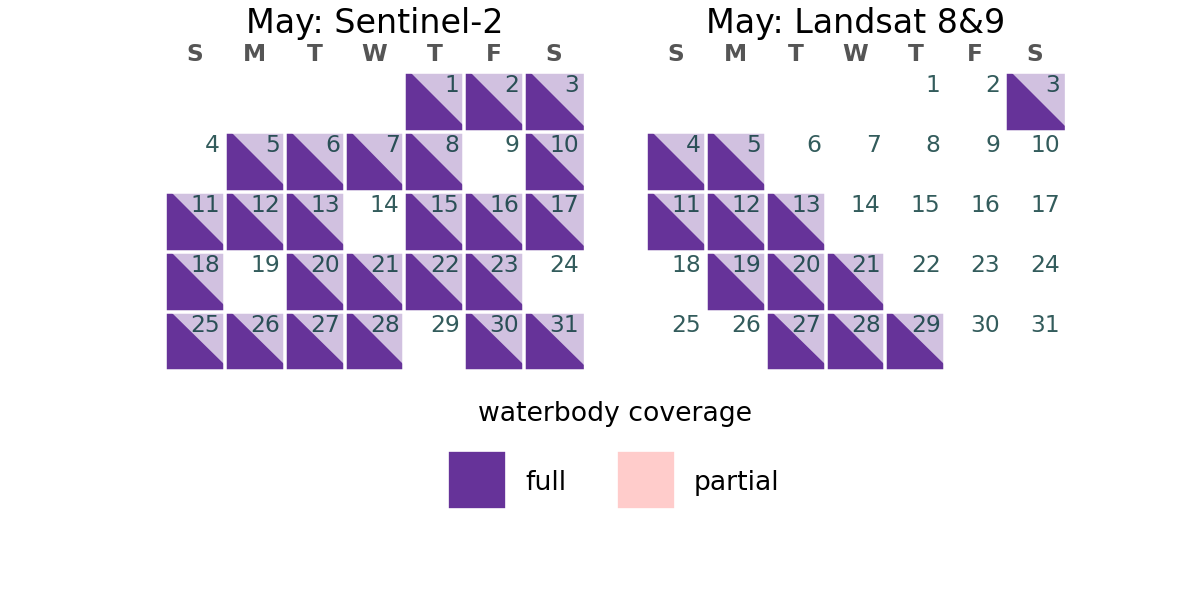 May: Sentinel-2
S M T W T F S
1 2 3
4 5 6 7 8 9 10
11 12 13 14 15 16 17
18 19 20 21 22 23 24
25 26 27 28 29 30 31
May: Landsat 8&9
S M T W T F S
1 2 3
4 5 6 7 8 9 10
11 12 13 14 15 16 17
18 19 20 21 22 23 24
25 26 27 28 29 30 31
waterbody coverage
full
partial